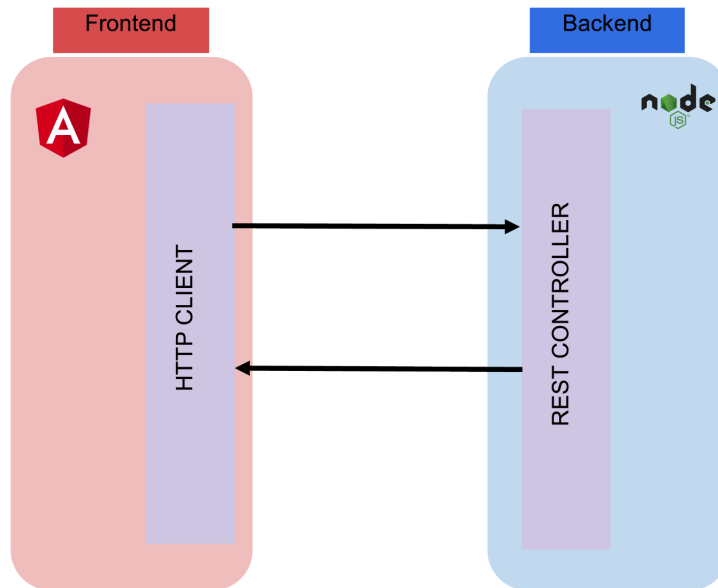 Frontend
Backend
A
node
JS
HTTP CLIENT
REST CONTROLLER